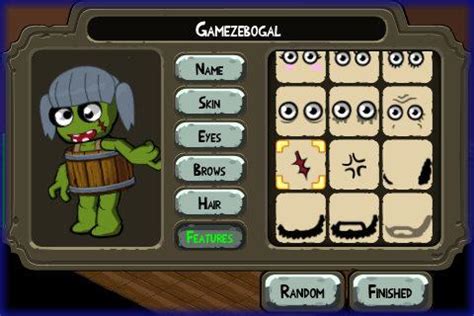 Gamezebogal
Name
Skin
Eyes
Brows
Hair
Features
Random
Finished